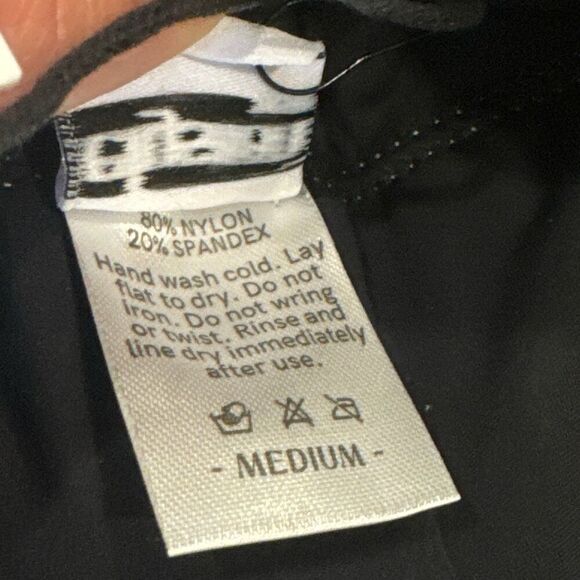 80% NYLON
20% SPANDEX
Hand wash cold. Lay
flat to dry. Do not
iron. Do not wring
or twist. Rinse and
line dry immediately
after use.
- MEDIUM -